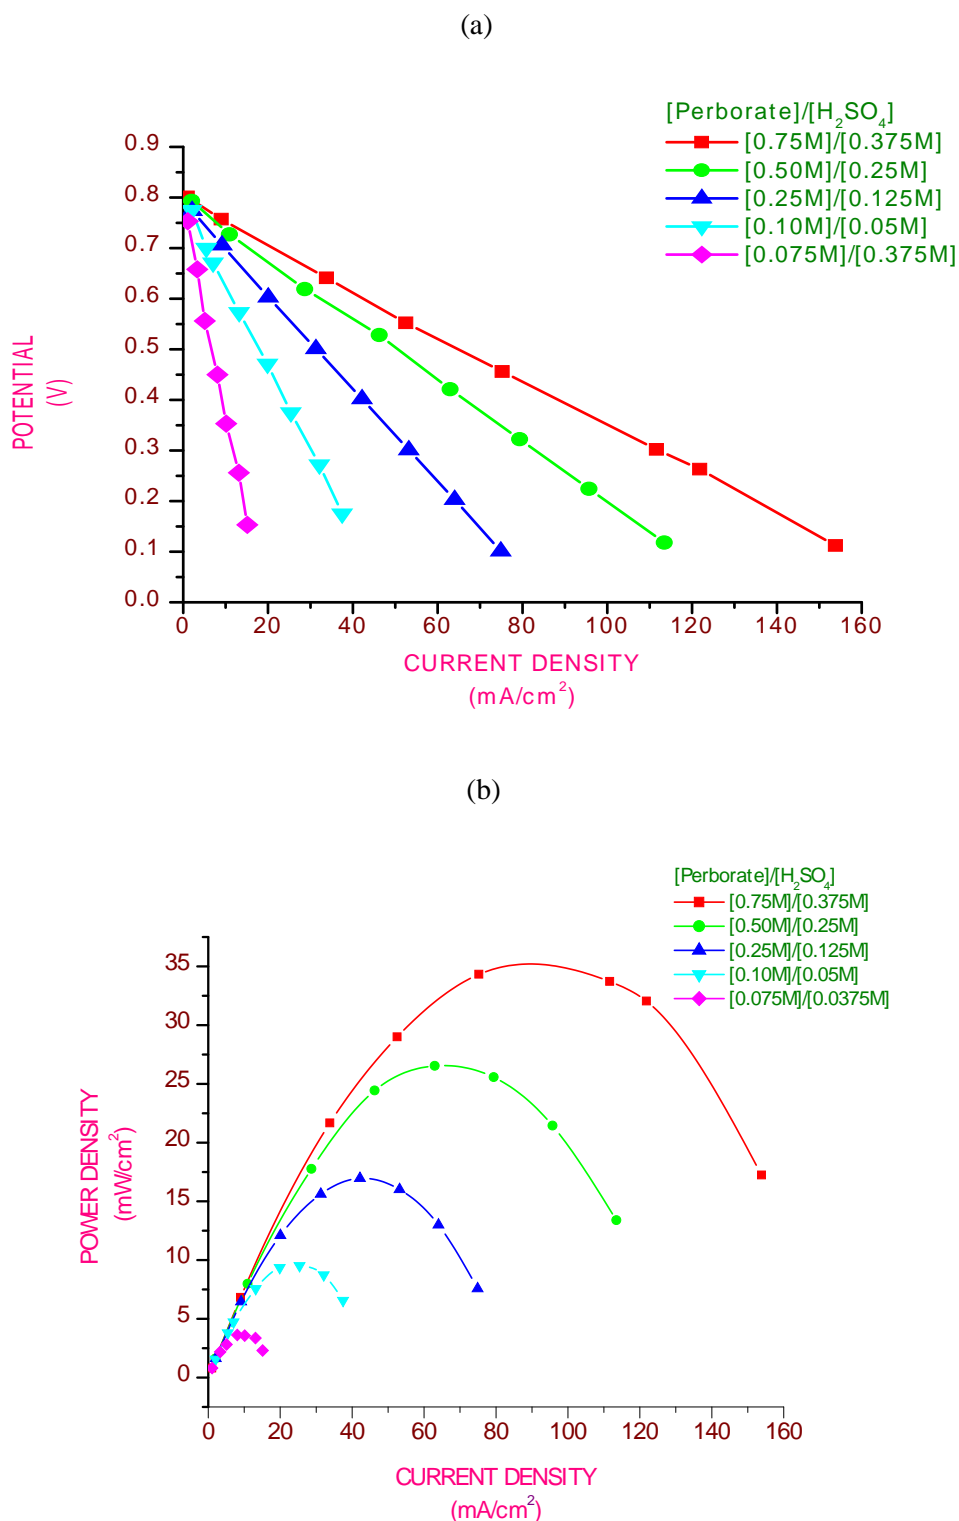 (a)
[Perborate]/[H2SO4]
[0.75M]/[0.375M]
[0.50M]/[0.25M]
[0.25M]/[0.125M]
[0.10M]/[0.05M]
[0.075M]/[0.375M]
0.9
0.8
0.7
0.6
0.5
0.4
0.3
0.2
0.1
0.0
POTENTIAL
(V)
0 20 40 60 80 100 120 140 160
CURRENT DENSITY
(mA/cm2)
(b)
[Perborate]/[H2SO4]
[0.75M]/[0.375M]
[0.50M]/[0.25M]
[0.25M]/[0.125M]
[0.10M]/[0.05M]
[0.075M]/[0.0375M]
35
30
25
20
15
10
5
0
POWER DENSITY
(mW/cm2)
0 20 40 60 80 100 120 140 160
CURRENT DENSITY
(mA/cm2)